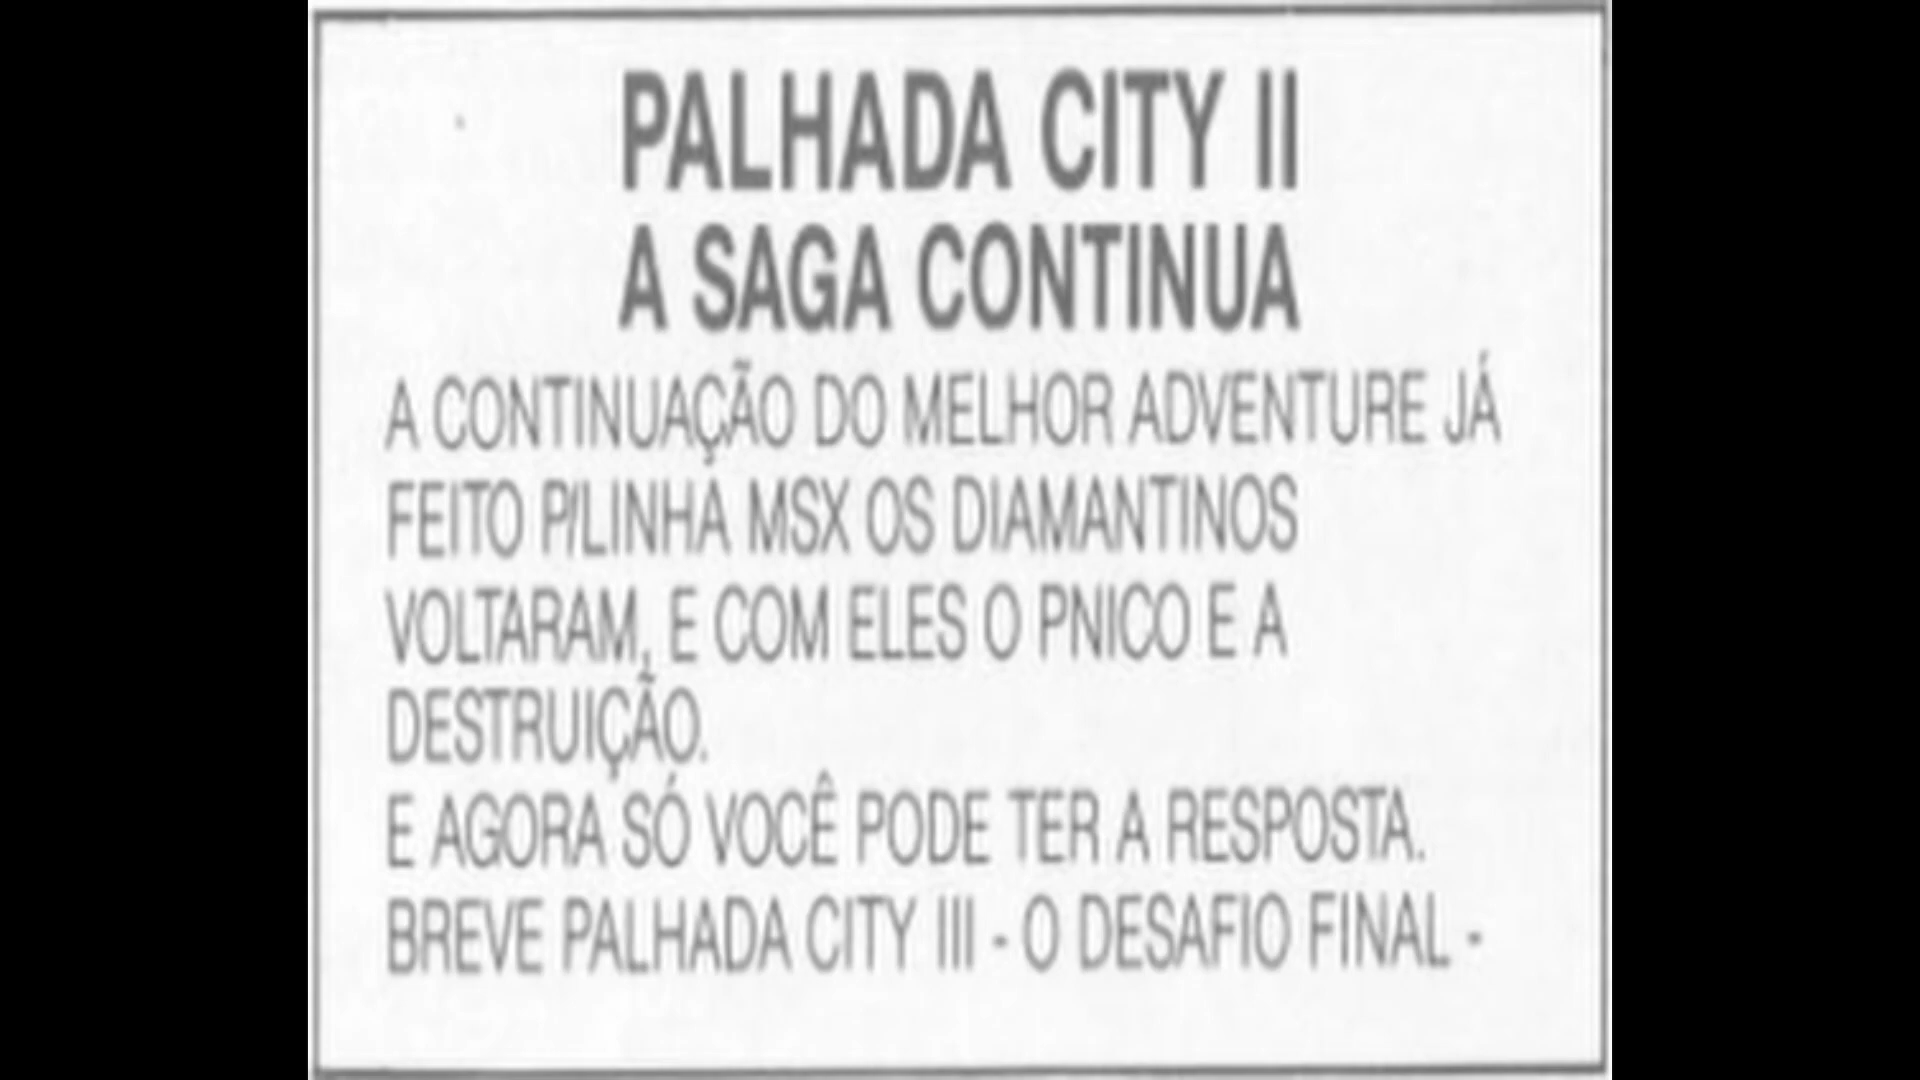 PALHADA CITY II
A SAGA CONTINUA
A CONTINUAÇÃO DO MELHOR ADVENTURE JÁ
FEITO P/LINHA MSX OS DIAMANTINOS
VOLTARAM, E COM ELES O PNICO E A
DESTRUIÇÃO.
E AGORA SÓ VOCÊ PODE TER A RESPOSTA.
BREVE PALHADA CITY III - O DESAFIO FINAL -